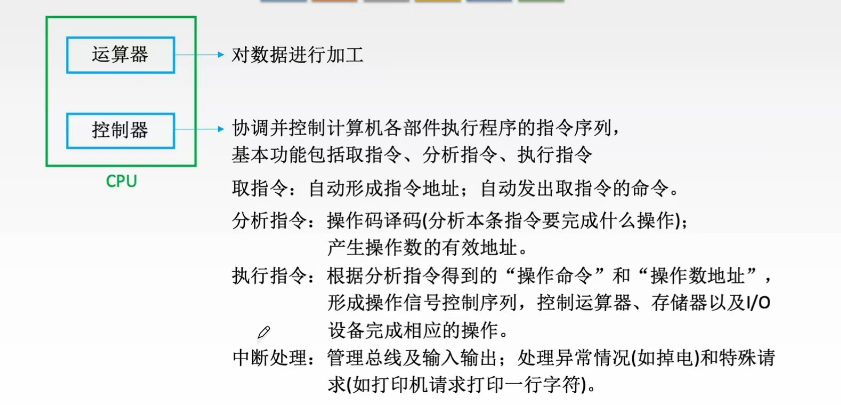 运算器
对数据进行加工
控制器
协调并控制计算机各部件执行程序的指令序列，
基本功能包括取指令、分析指令、执行指令
CPU
取指令：自动形成指令地址；自动发出取指令的命令。
分析指令：操作码译码(分析本条指令要完成什么操作)；
产生操作数的有效地址。
执行指令：根据分析指令得到的“操作命令”和“操作数地址”，
形成操作信号控制序列，控制运算器、存储器以及I/O
设备完成相应的操作。
中断处理：管理总线及输入输出；处理异常情况(如掉电)和特殊请
求(如打印机请求打印一行字符)。